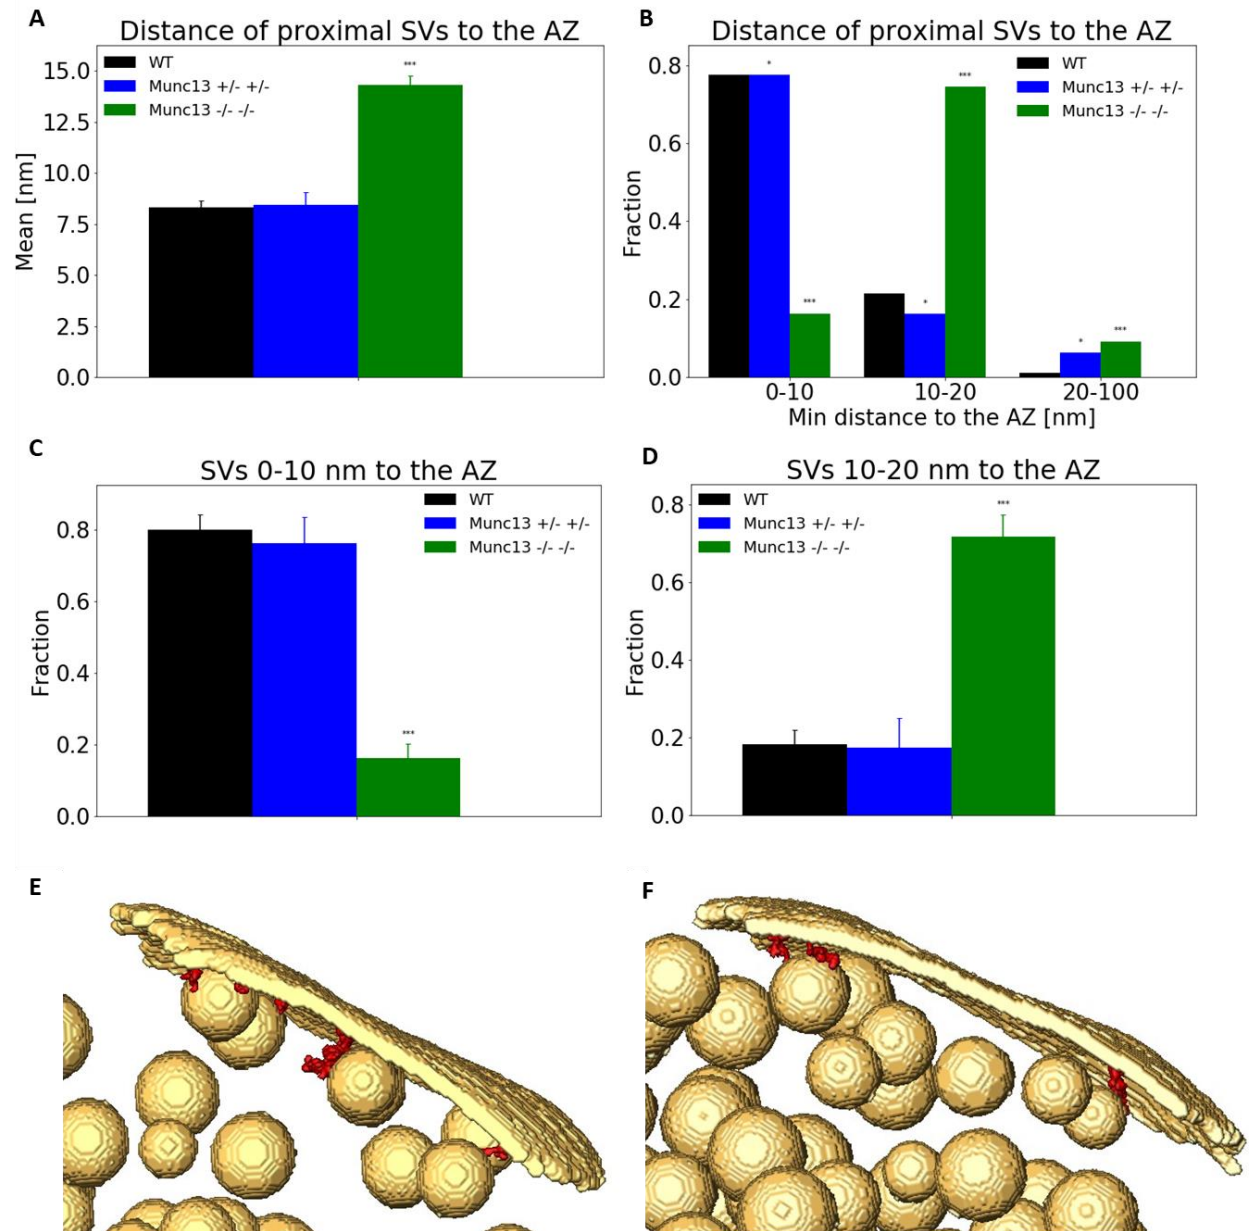 A
Distance of proximal SVs to the AZ
WT
Munc13 +/- +/-
Munc13 -/- -/-
***
15.0
12.5
10.0
7.5
5.0
2.5
0.0
Mean [nm]
B
Distance of proximal SVs to the AZ
WT
Munc13 +/- +/-
Munc13 -/- -/-
*
***
*
***
*
***
0.8
0.6
0.4
0.2
0.0
Fraction
0-10
10-20
20-100
Min distance to the AZ [nm]
C
SVs 0-10 nm to the AZ
WT
Munc13 +/- +/-
Munc13 -/- -/-
***
0.8
0.6
0.4
0.2
0.0
Fraction
D
SVs 10-20 nm to the AZ
WT
Munc13 +/- +/-
Munc13 -/- -/-
***
0.8
0.6
0.4
0.2
0.0
Fraction
E
F